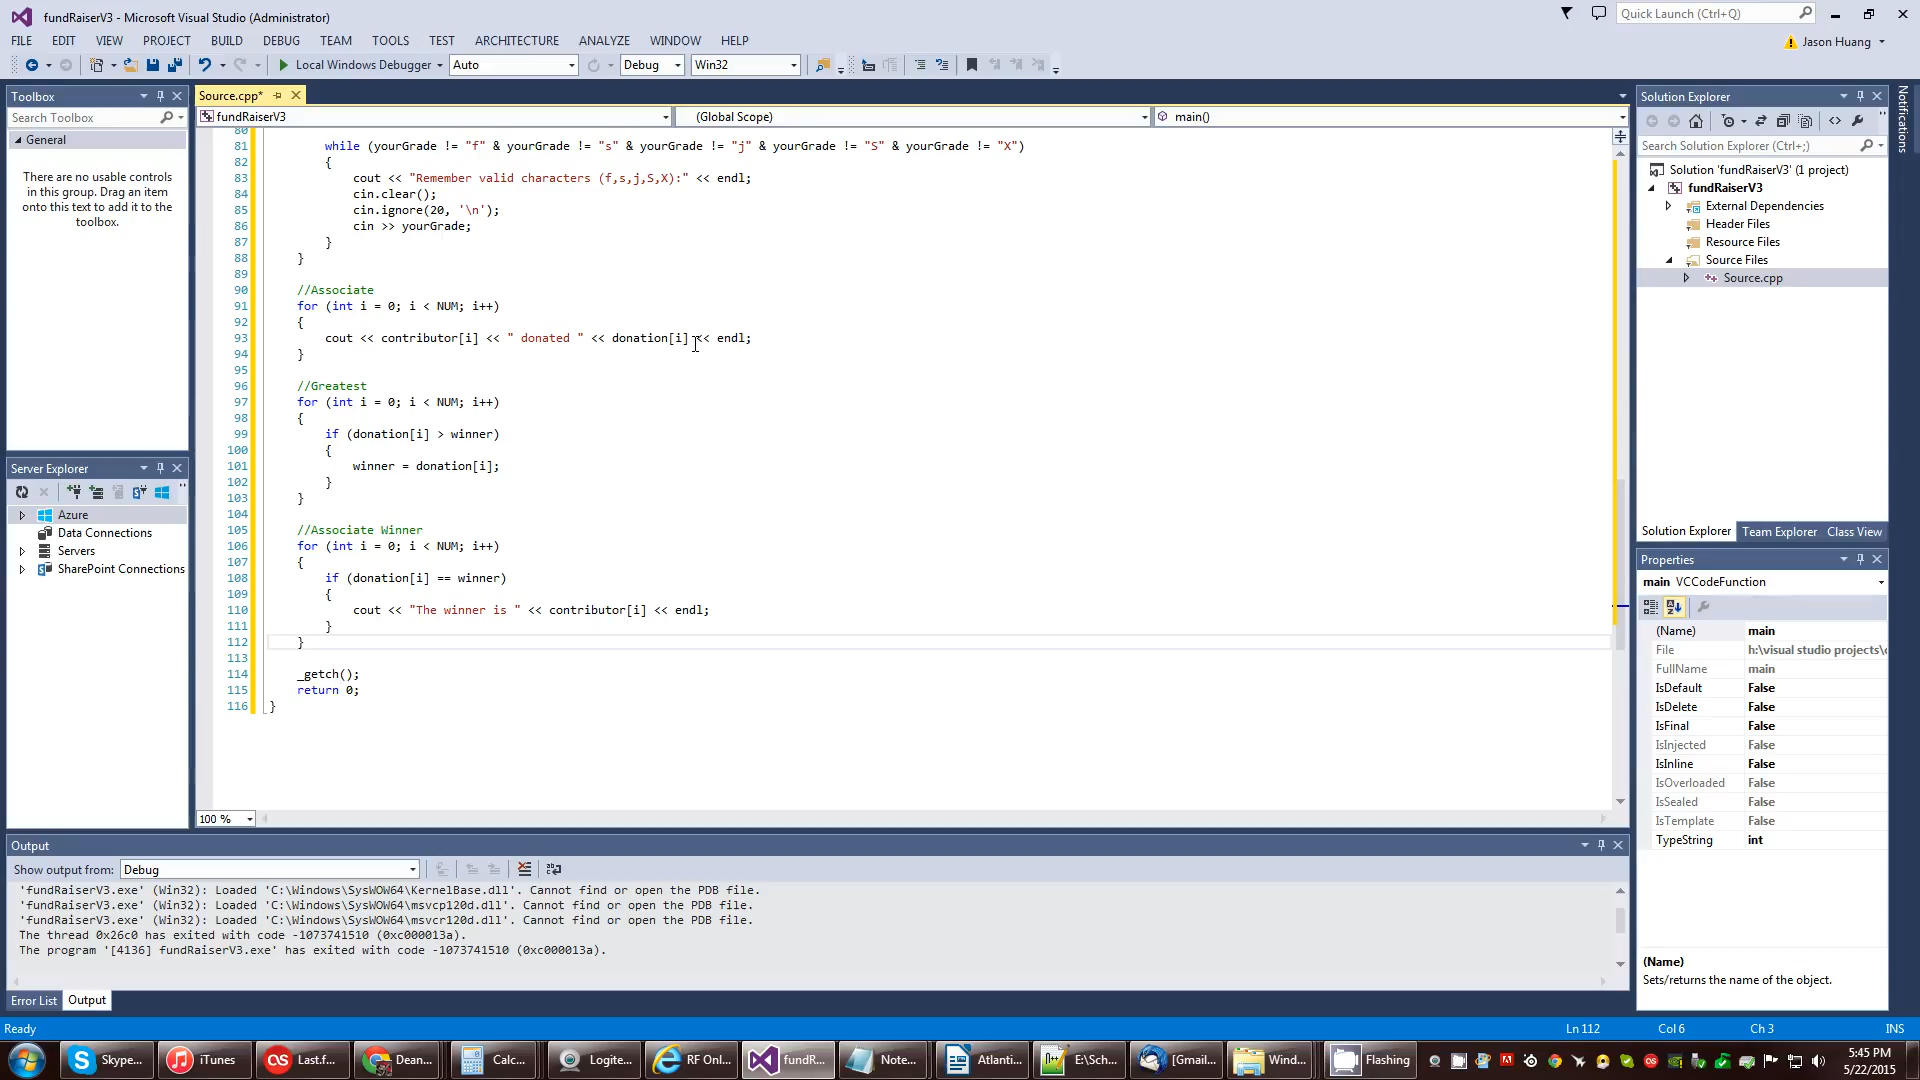 fundRaiserV3 - Microsoft Visual Studio (Administrator)
Quick Launch (Ctrl+Q)
FILE EDIT VIEW PROJECT BUILD DEBUG TEAM TOOLS TEST ARCHITECTURE ANALYZE WINDOW HELP
Jason Huang
Local Windows Debugger Auto Debug Win32
Toolbox
Search Toolbox
General
There are no usable controls
in this group. Drag an item
onto this text to add it to the
toolbox.
Server Explorer
Azure
Data Connections
Servers
SharePoint Connections
Source.cpp*
fundRaiserV3 (Global Scope) main()
80
81 while (yourGrade != "f" & yourGrade != "s" & yourGrade != "j" & yourGrade != "S" & yourGrade != "X")
82 {
83 cout << "Remember valid characters (f,s,j,S,X):" << endl;
84 cin.clear();
85 cin.ignore(20, '\n');
86 cin >> yourGrade;
87 }
88 }
89
90 //Associate
91 for (int i = 0; i < NUM; i++)
92 {
93 cout << contributor[i] << " donated " << donation[i] << endl;
94 }
95
96 //Greatest
97 for (int i = 0; i < NUM; i++)
98 {
99 if (donation[i] > winner)
100 {
101 winner = donation[i];
102 }
103 }
104
105 //Associate Winner
106 for (int i = 0; i < NUM; i++)
107 {
108 if (donation[i] == winner)
109 {
110 cout << "The winner is " << contributor[i] << endl;
111 }
112 }
113
114 _getch();
115 return 0;
116 }
100 %
Output
Show output from: Debug
'fundRaiserV3.exe' (Win32): Loaded 'C:\Windows\SysWOW64\KernelBase.dll'. Cannot find or open the PDB file.
'fundRaiserV3.exe' (Win32): Loaded 'C:\Windows\SysWOW64\msvcp120d.dll'. Cannot find or open the PDB file.
'fundRaiserV3.exe' (Win32): Loaded 'C:\Windows\SysWOW64\msvcr120d.dll'. Cannot find or open the PDB file.
The thread 0x26c0 has exited with code -1073741510 (0xc000013a).
The program '[4136] fundRaiserV3.exe' has exited with code -1073741510 (0xc000013a).
Error List Output
Solution Explorer
Search Solution Explorer (Ctrl+;)
Solution 'fundRaiserV3' (1 project)
fundRaiserV3
External Dependencies
Header Files
Resource Files
Source Files
Source.cpp
Solution Explorer Team Explorer Class View
Properties
main VCCodeFunction
(Name) main
File h:\visual studio projects\
FullName main
IsDefault False
IsDelete False
IsFinal False
IsInjected False
IsInline False
IsOverloaded False
IsSealed False
IsTemplate False
TypeString int
(Name)
Sets/returns the name of the object.
Notifications
Ready Ln 112 Col 6 Ch 3 INS
Skype... iTunes Last.f... Dean... Calc... Logite... RF Onl... fundR... Note... Atlanti... E:\Sch... [Gmail... Wind... Flashing
5:45 PM
5/22/2015